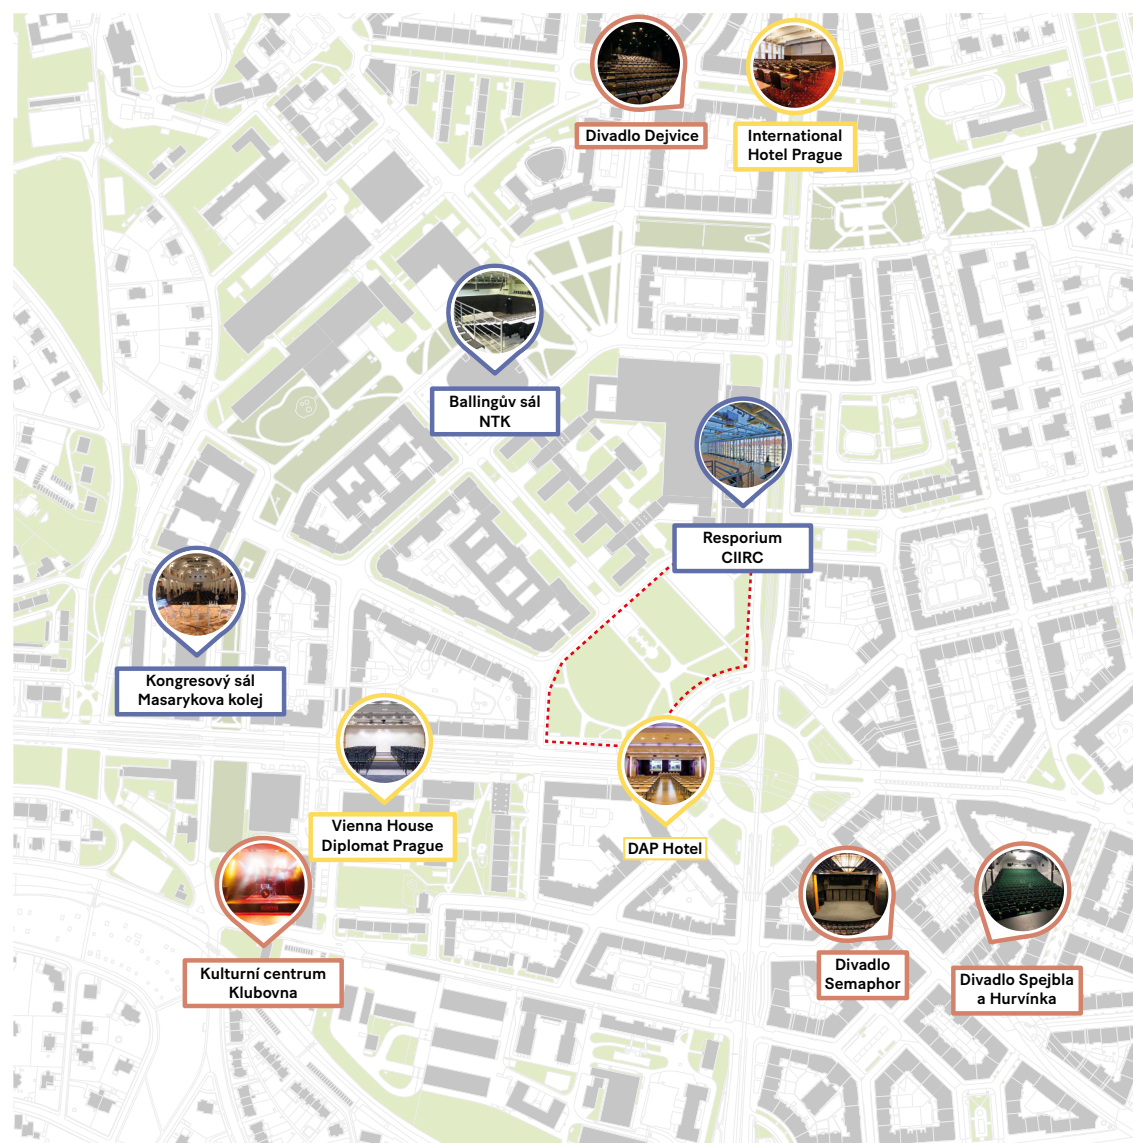 Divadlo Dejvice
International
Hotel Prague
Ballingův sál
NTK
Resporium
CIIRC
Kongresový sál
Masarykova kolej
Vienna House
Diplomat Prague
DAP Hotel
Kulturní centrum
Klubovna
Divadlo
Semaphor
Divadlo Spejbla
a Hurvínka